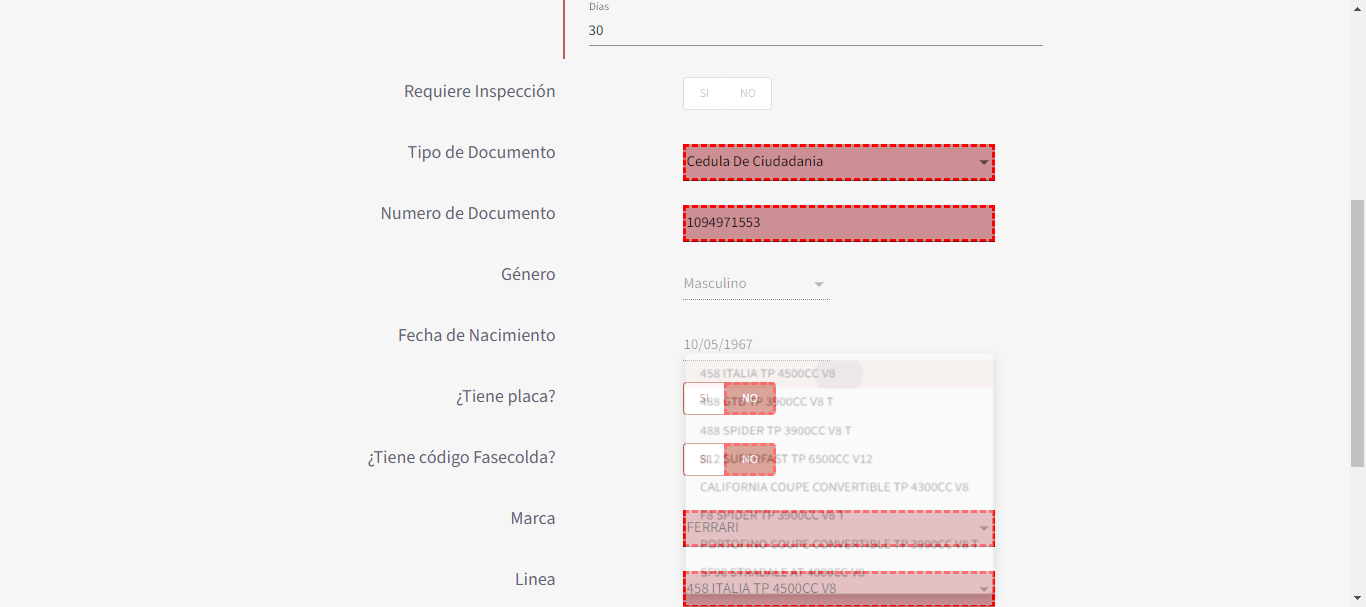 Días
30
Requiere Inspección
SI NO
Tipo de Documento
Cedula De Ciudadania
Numero de Documento
1094971553
Género
Masculino
Fecha de Nacimiento
10/05/1967
458 ITALIA TP 4500CC V8
¿Tiene placa?
SI NO
488 GTB TP 3900CC V8 T
488 SPIDER TP 3900CC V8 T
¿Tiene código Fasecolda?
SI NO
812 SUPERFAST TP 6500CC V12
CALIFORNIA COUPE CONVERTIBLE TP 4300CC V8
F8 SPIDER TP 3900CC V8 T
Marca
FERRARI
PORTOFINO COUPE CONVERTIBLE TP 3900CC V8 T
SF90 STRADALE AT 4000CC V8
Linea
458 ITALIA TP 4500CC V8